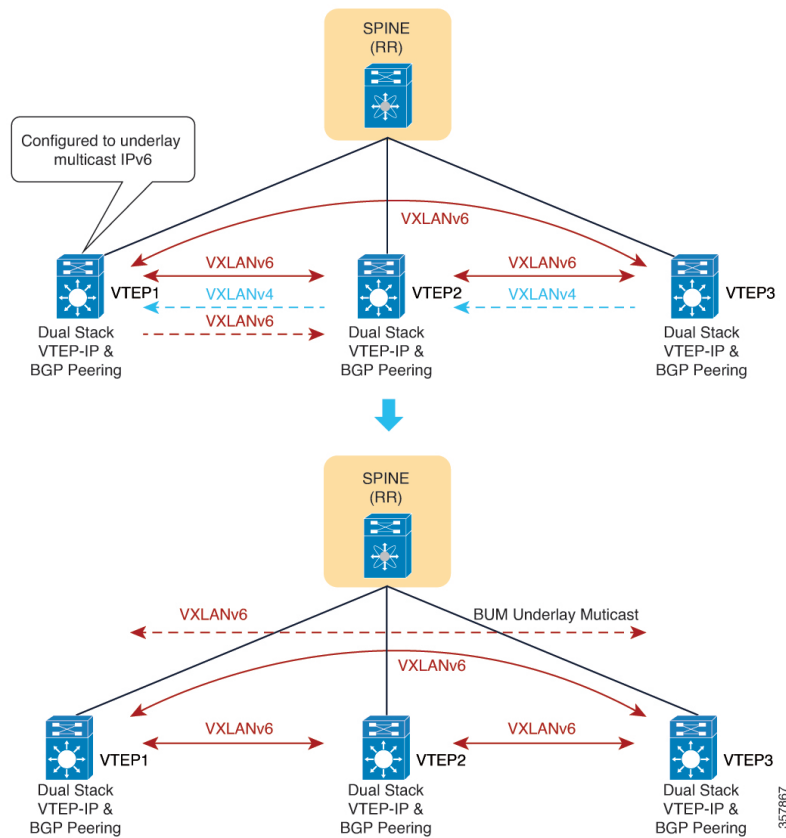 SPINE
(RR)
Configured to underlay
multicast IPv6
VXLANv6
VXLANv6
VXLANv6
VTEP1
VTEP2
VTEP3
VXLANv4
VXLANv4
VXLANv6
Dual Stack
VTEP-IP &
BGP Peering
Dual Stack
VTEP-IP &
BGP Peering
Dual Stack
VTEP-IP &
BGP Peering
SPINE
(RR)
VXLANv6
BUM Underlay Muticast
VXLANv6
VXLANv6
VXLANv6
VTEP1
VTEP2
VTEP3
Dual Stack
VTEP-IP &
BGP Peering
Dual Stack
VTEP-IP &
BGP Peering
Dual Stack
VTEP-IP &
BGP Peering
357867